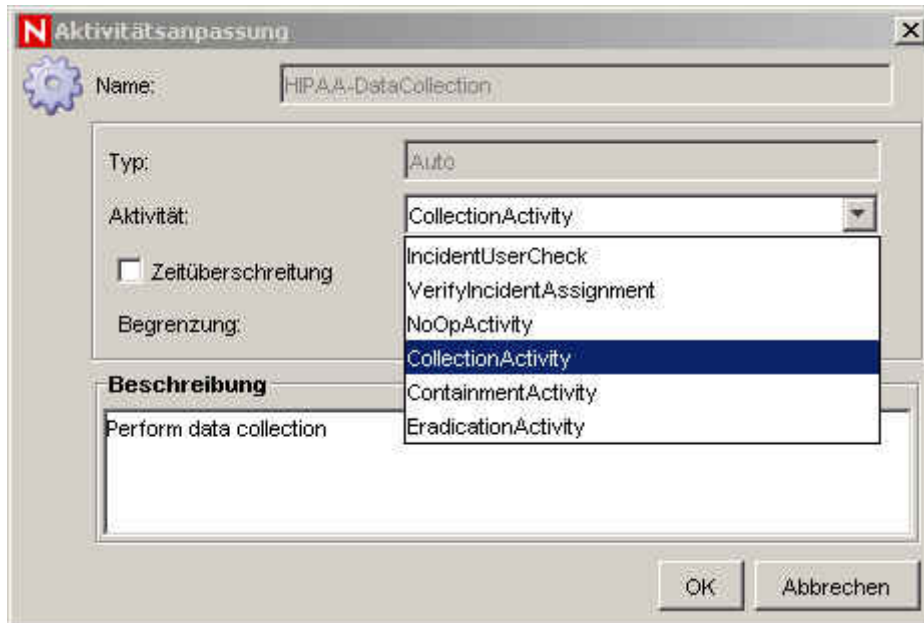 N Aktivitätsanpassung
Name: HIPAA-DataCollection
Typ: Auto
Aktivität: CollectionActivity
IncidentUserCheck
Zeitüberschreitung
VerifyIncidentAssignment
Begrenzung: NoOpActivity
CollectionActivity
ContainmentActivity
EradicationActivity
Beschreibung
Perform data collection
OK Abbrechen